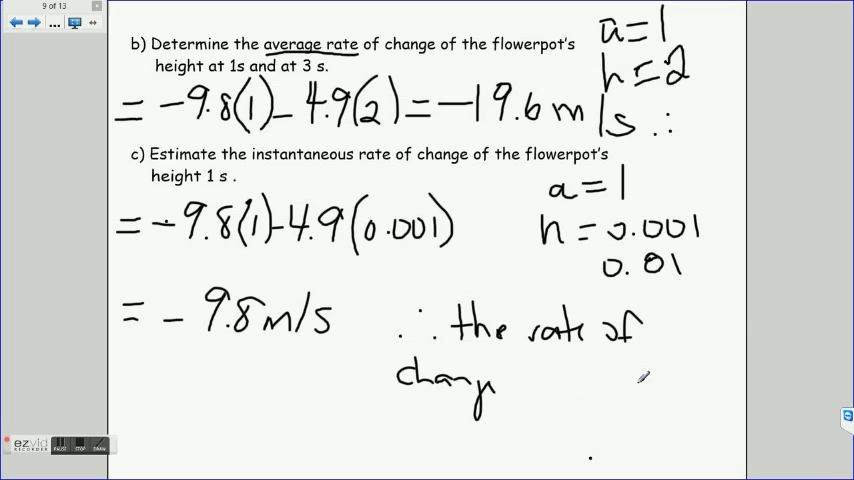 9 of 13
...
a=1
b) Determine the average rate of change of the flowerpot's
h=2
height at 1s and at 3 s.
= -9.8(1)-4.9(2)=-19.6m/s ∴
c) Estimate the instantaneous rate of change of the flowerpot's
height 1 s .
a=1
= -9.8(1)-4.9(0.001)
h=0.001
0.01
= -9.8m/s
∴ the rate of
chang
ezvid
RECORDER
PAUSE
STOP
DRAW